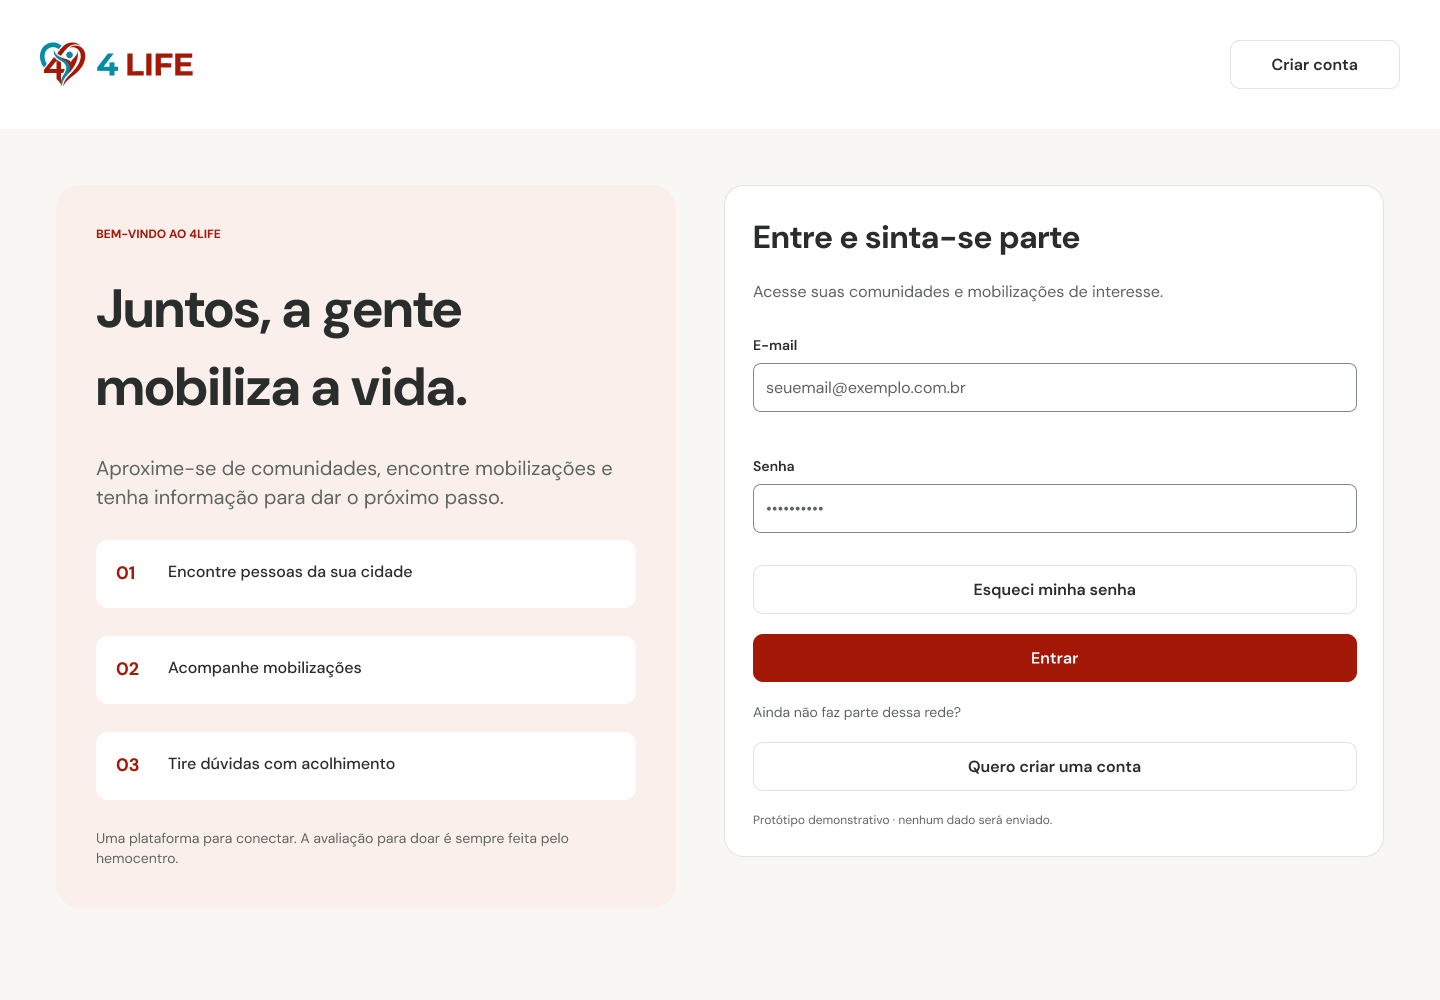 4 LIFE
Criar conta
BEM-VINDO AO 4LIFE
Juntos, a gente
mobiliza a vida.
Aproxime-se de comunidades, encontre mobilizações e
tenha informação para dar o próximo passo.
01 Encontre pessoas da sua cidade
02 Acompanhe mobilizações
03 Tire dúvidas com acolhimento
Uma plataforma para conectar. A avaliação para doar é sempre feita pelo
hemocentro.
Entre e sinta-se parte
Acesse suas comunidades e mobilizações de interesse.
E-mail
seuemail@exemplo.com.br
Senha
••••••••••
Esqueci minha senha
Entrar
Ainda não faz parte dessa rede?
Quero criar uma conta
Protótipo demonstrativo · nenhum dado será enviado.